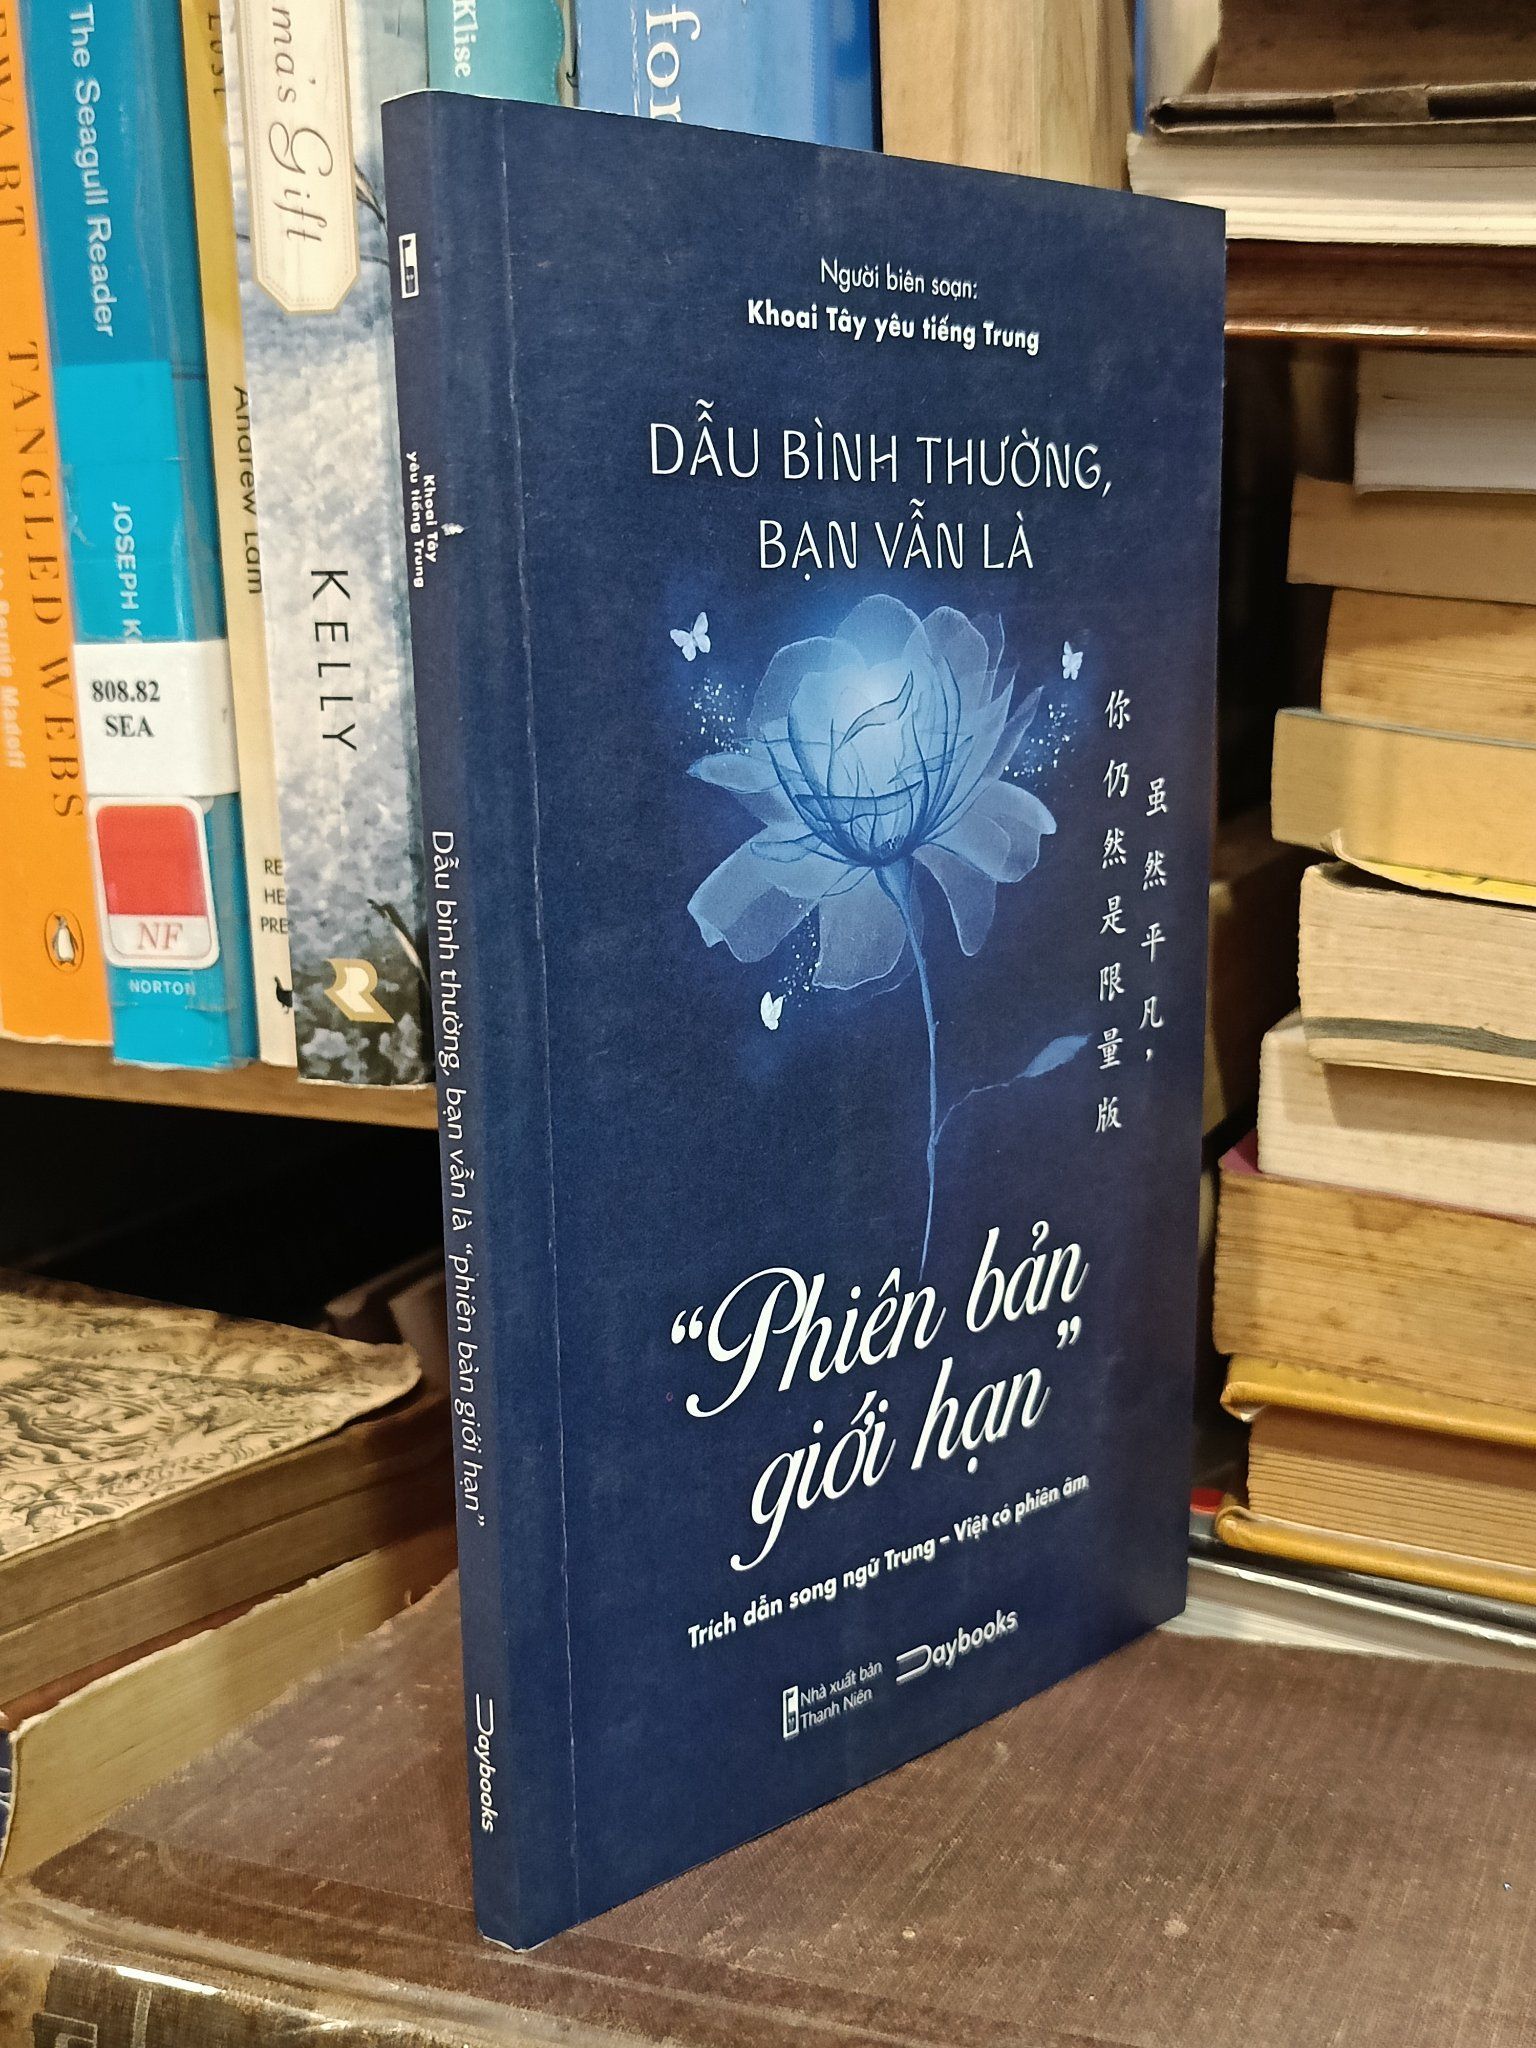 Người biên soạn:
Khoai Tây yêu tiếng Trung
DẪU BÌNH THƯỜNG,
BẠN VẪN LÀ
虽然平凡，
你仍然是限量版
“Phiên bản
giới hạn”
Trích dẫn song ngữ Trung – Việt có phiên âm
Nhà xuất bản
Thanh Niên
Daybooks
Khoai Tây
yêu tiếng Trung
Dẫu bình thường, bạn vẫn là “phiên bản giới hạn”
Daybooks
TANGLED WEBS
The Seagull Reader
JOSEPH
808.82
SEA
NF
NORTON
Andrew Lam
RE
HE
PRE
Gift
KELLY
Klise
for